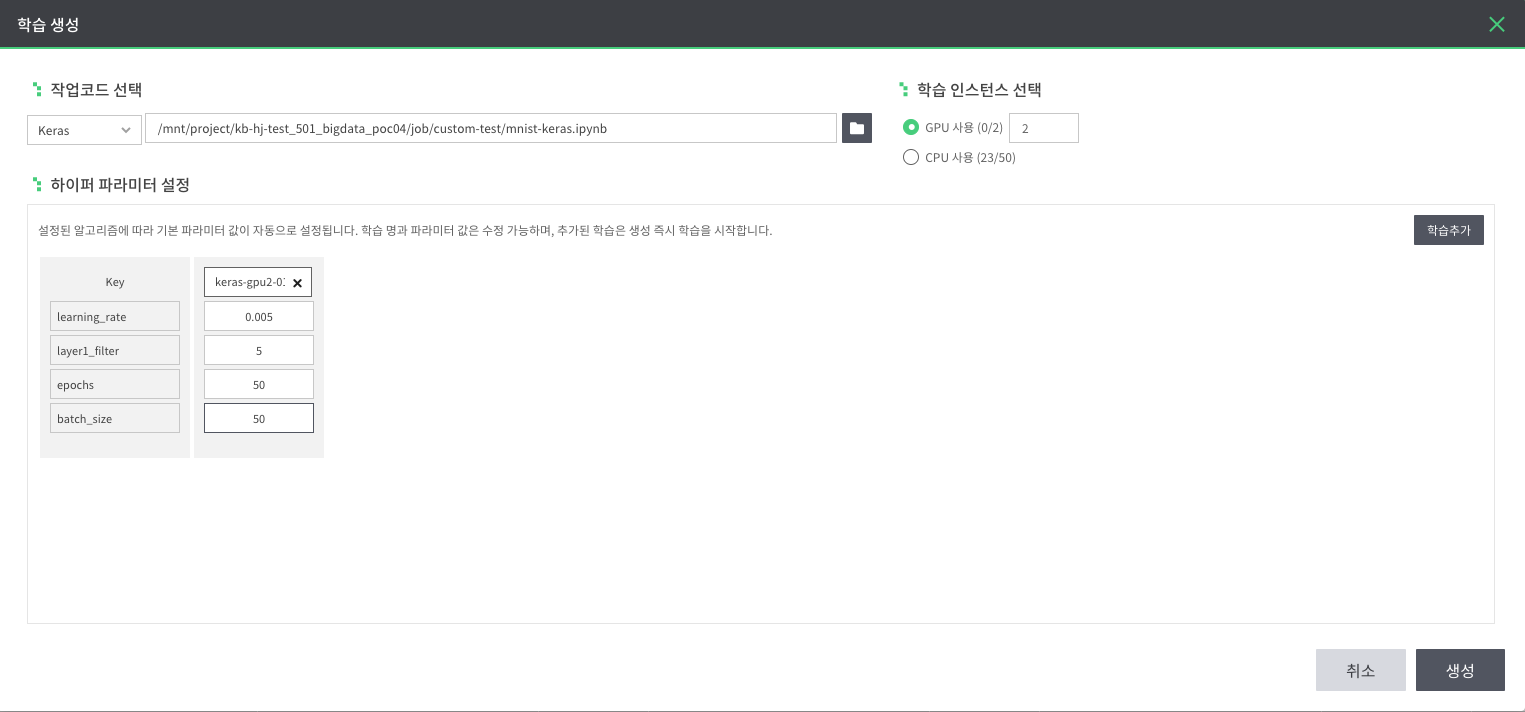 학습 생성
작업코드 선택
Keras
/mnt/project/kb-hj-test_501_bigdata_poc04/job/custom-test/mnist-keras.ipynb
학습 인스턴스 선택
GPU 사용 (0/2)
2
CPU 사용 (23/50)
하이퍼 파라미터 설정
설정된 알고리즘에 따라 기본 파라미터 값이 자동으로 설정됩니다. 학습 명과 파라미터 값은 수정 가능하며, 추가된 학습은 생성 즉시 학습을 시작합니다.
학습추가
Key
learning_rate
0.005
layer1_filter
5
epochs
50
batch_size
50
취소
생성